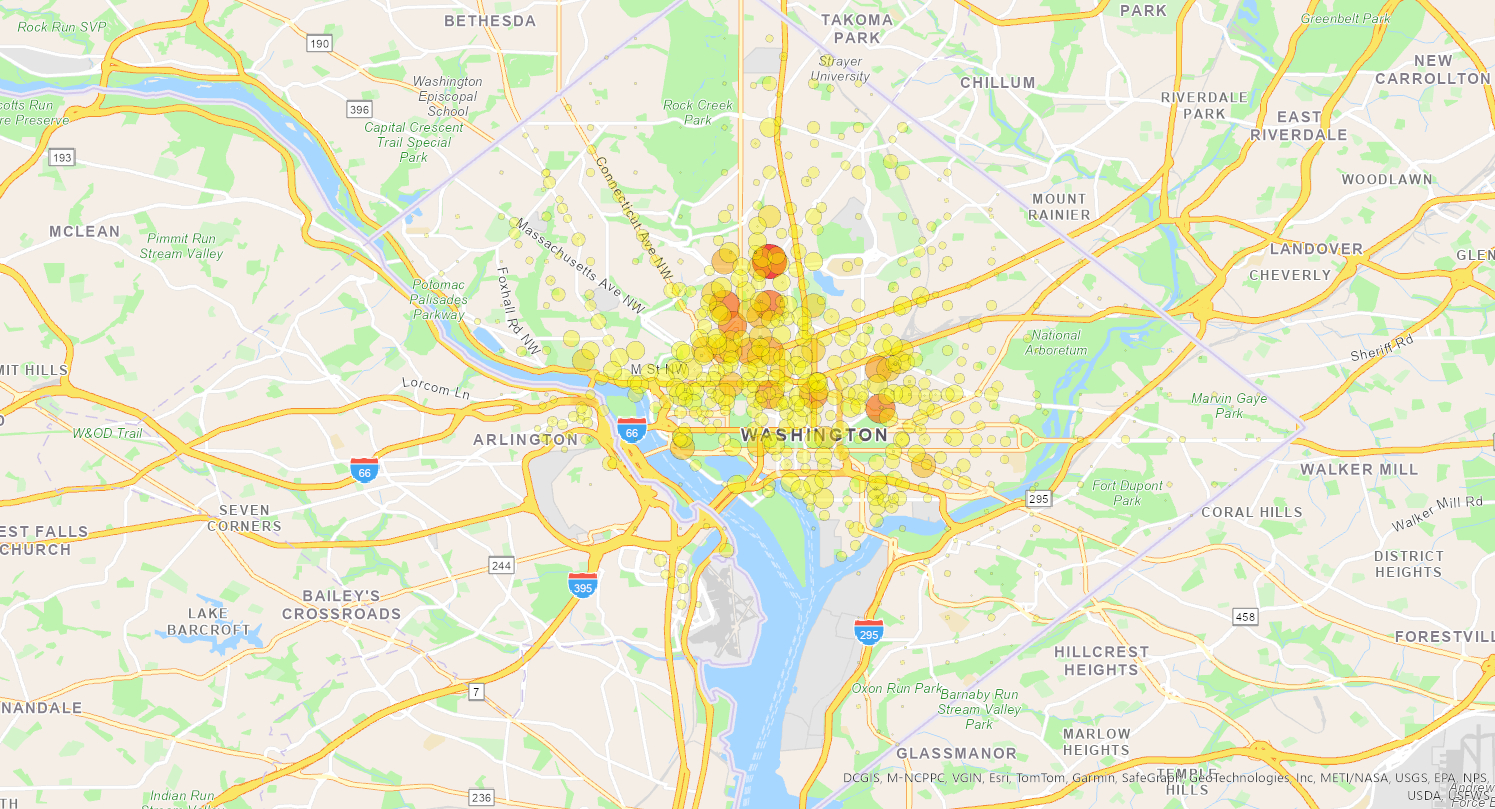 Rock Run SVP
BETHESDA
TAKOMA
PARK
PARK
Greenbelt Park
190
Strayer
University
NEW
CARROLLTON
Washington
Episcopal
School
CHILLUM
396
Rock Creek
Park
RIVERDALE
PARK
EAST
RIVERDALE
cotts Run
re Preserve
Capital Crescent
Trail Special
Park
193
Connecticut Ave NW
WOODLAWN
MOUNT
RAINIER
MCLEAN
Pimmit Run
Stream Valley
Massachusetts Ave NW
LANDOVER
GLEN
CHEVERLY
Foxhall Rd NW
Potomac
Palisades
Parkway
National
Arboretum
Sheriff Rd
MIT HILLS
M St NW
Lorcom Ln
Marvin Gaye
Park
W&OD Trail
66
ARLINGTON
WASHINGTON
66
WALKER MILL
295
Fort Dupont
Park
SEVEN
CORNERS
CORAL HILLS
Walker Mill Rd
EST FALLS
CHURCH
244
DISTRICT
HEIGHTS
395
BAILEY'S
CROSSROADS
LAKE
BARCROFT
458
295
FORESTVILL
HILLCREST
HEIGHTS
7
Oxon Run Park
Barnaby Run
Stream Valley
Park
NANDALE
MARLOW
HEIGHTS
GLASSMANOR
TEMPLE
HILLS
236
Indian Run
Stream Valley
TH
Andrews
Force B
DCGIS, M-NCPPC, VGIN, Esri, TomTom, Garmin, SafeGraph, GeoTechnologies, Inc, METI/NASA, USGS, EPA, NPS,
USDA, USFWS